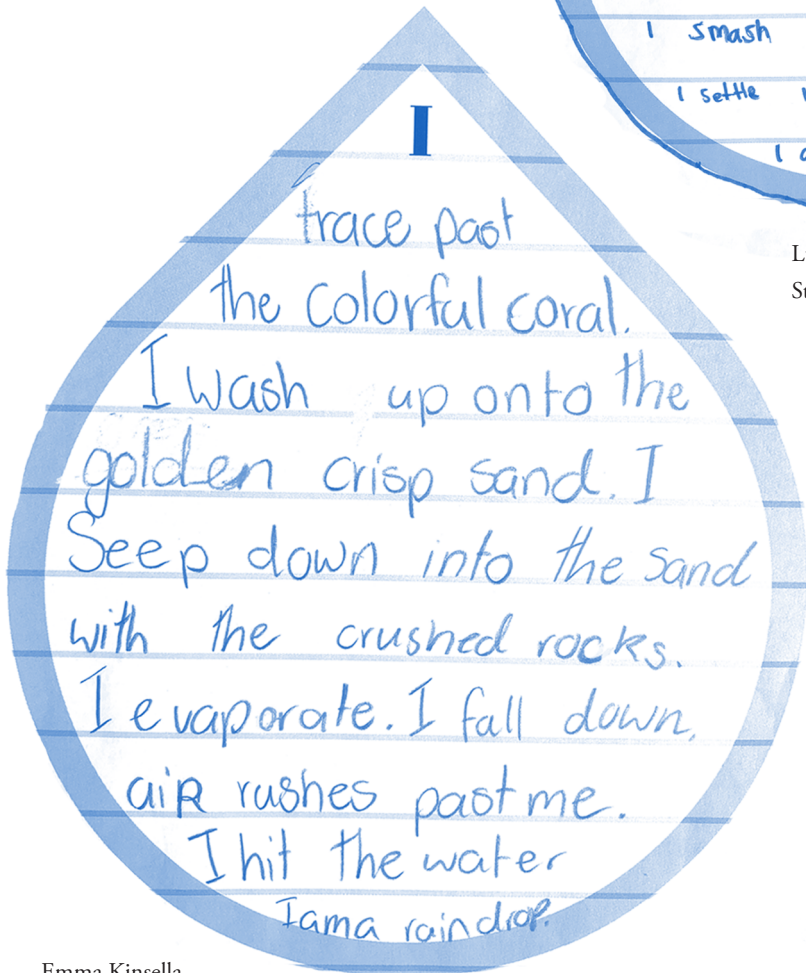 I smash
I settle
I
I
trace past
the colorful coral.
I wash up onto the
golden crisp sand. I
Seep down into the sand
with the crushed rocks.
I evaporate. I fall down,
aiR rushes past me.
I hit the water
I am a raindrop.
Emma Kinsella